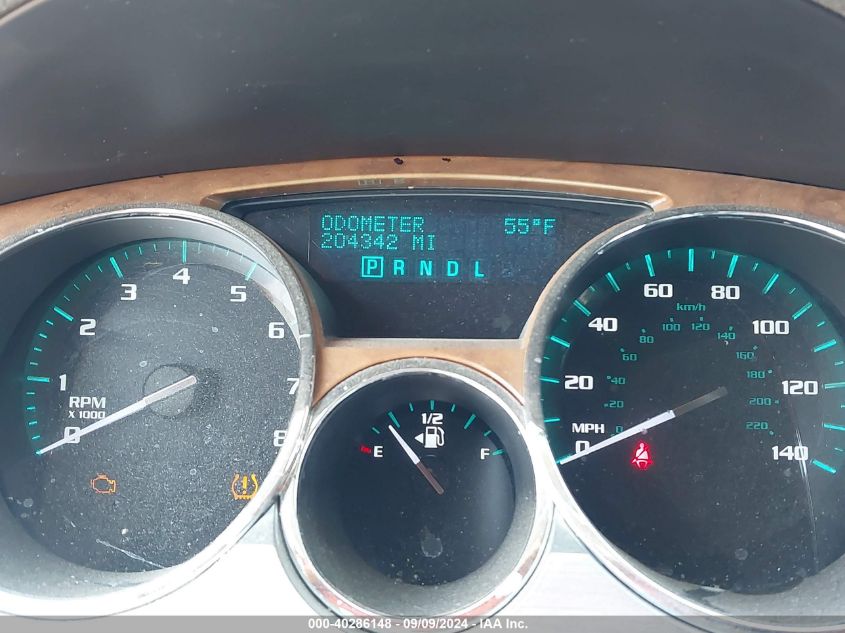 ODOMETER 55°F
204342 MI
P R N D L
0 1 2 3 4 5 6 7 8
RPM
X 1000
E 1/2 F
0 20 40 60 80 100 120 140
MPH
km/h
0 20 40 60 80 100 120 140 160 180 200 220
000-40286148 - 09/09/2024 - IAA Inc.